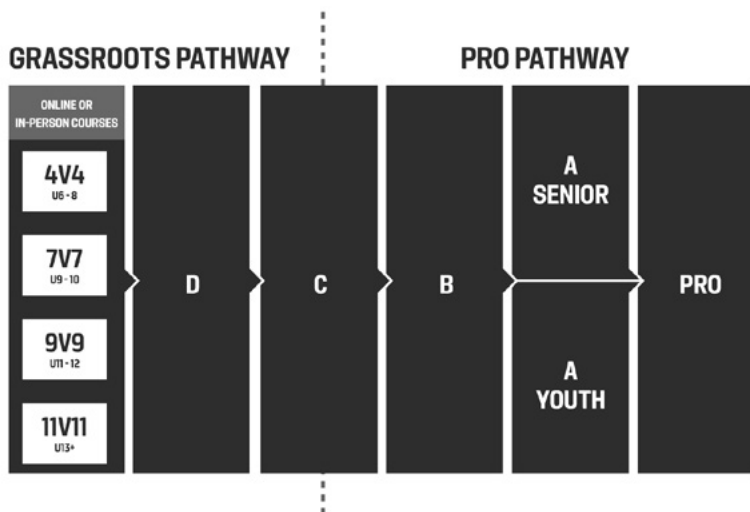 GRASSROOTS PATHWAY
PRO PATHWAY
ONLINE OR
IN-PERSON COURSES
4V4
U6 - 8
7V7
U9 - 10
9V9
U11 - 12
11V11
U13+
D
C
B
A
SENIOR
A
YOUTH
PRO